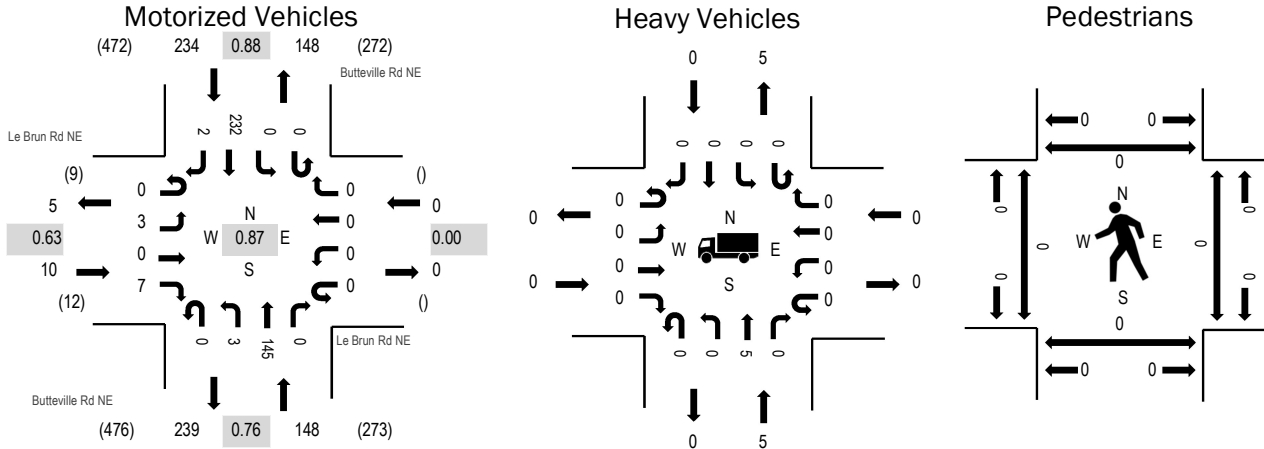 Motorized Vehicles
(472) 234 0.88 148 (272)
Butteville Rd NE
Le Brun Rd NE
2 232 0 0
(9) 0 0 ()
5 3 0 0
0.63 0 0 0.00
10 7 0 0
(12) ()
N
W 0.87 E
S
0 3 145 0
Le Brun Rd NE
Butteville Rd NE
(476) 239 0.76 148 (273)
Heavy Vehicles
0 5
0 0 0 0
0 0
0 0 0 0
0 0
0 0 0 0
N
W E
S
0 0 5 0
0 5
Pedestrians
0 0
0
0 0
N
0 W E 0
S
0 0
0
0 0